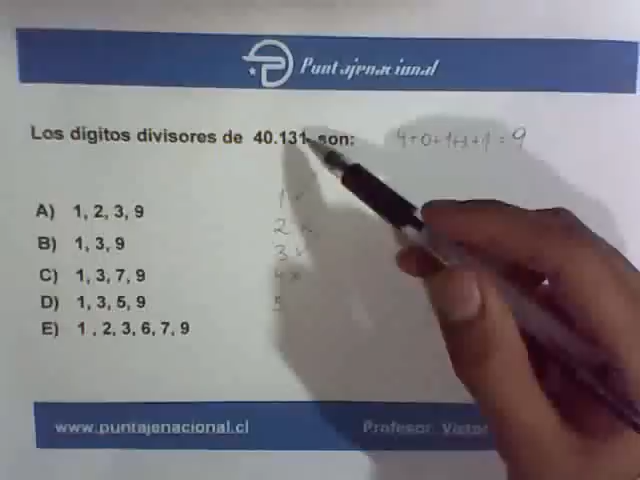 Puntajenacional
Los dígitos divisores de 40.131 son: 4+0+1+3+1 = 9
A) 1, 2, 3, 9
B) 1, 3, 9
C) 1, 3, 7, 9
D) 1, 3, 5, 9
E) 1 , 2, 3, 6, 7, 9
1
2
3
4
5
www.puntajenacional.cl Profesor: